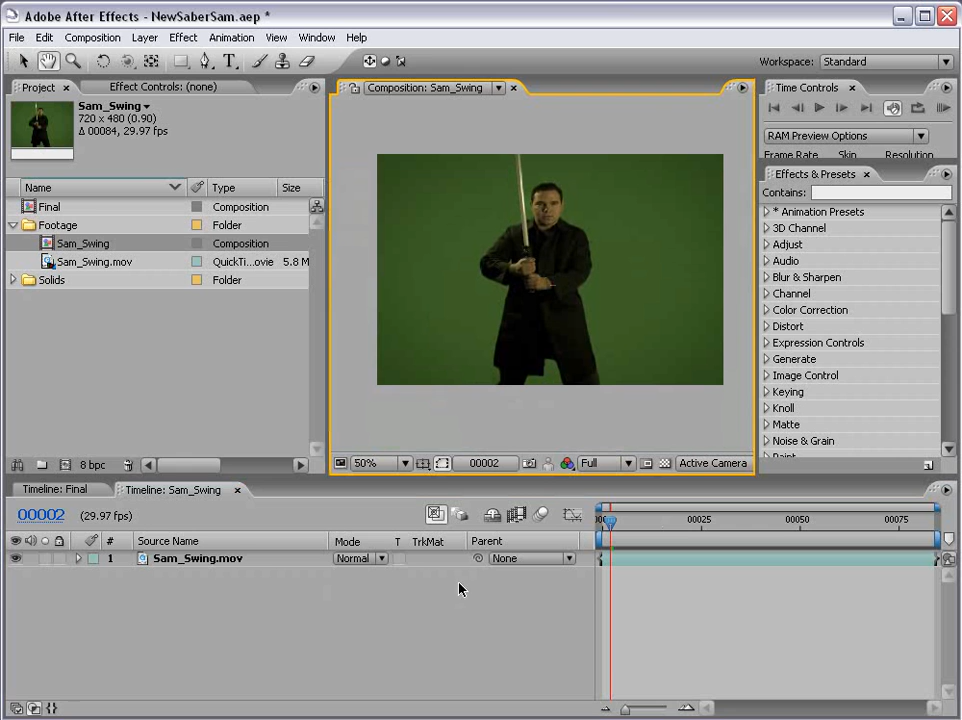 Adobe After Effects - NewSaberSam.aep *
File Edit Composition Layer Effect Animation View Window Help
Workspace: Standard
Project Effect Controls: (none)
Composition: Sam_Swing
Time Controls
Sam_Swing
720 x 480 (0.90)
Δ 00084, 29.97 fps
RAM Preview Options
Frame Rate Skip Resolution
Effects & Presets
Contains:
Name Type Size
Final Composition
Footage Folder
Sam_Swing Composition
Sam_Swing.mov QuickTi...ovie 5.8 M
Solids Folder
* Animation Presets
3D Channel
Adjust
Audio
Blur & Sharpen
Channel
Color Correction
Distort
Expression Controls
Generate
Image Control
Keying
Knoll
Matte
Noise & Grain
Paint
8 bpc
50% 00002 Full Active Camera
Timeline: Final Timeline: Sam_Swing
00002 (29.97 fps)
00025 00050 00075
# Source Name Mode T TrkMat Parent
1 Sam_Swing.mov Normal None